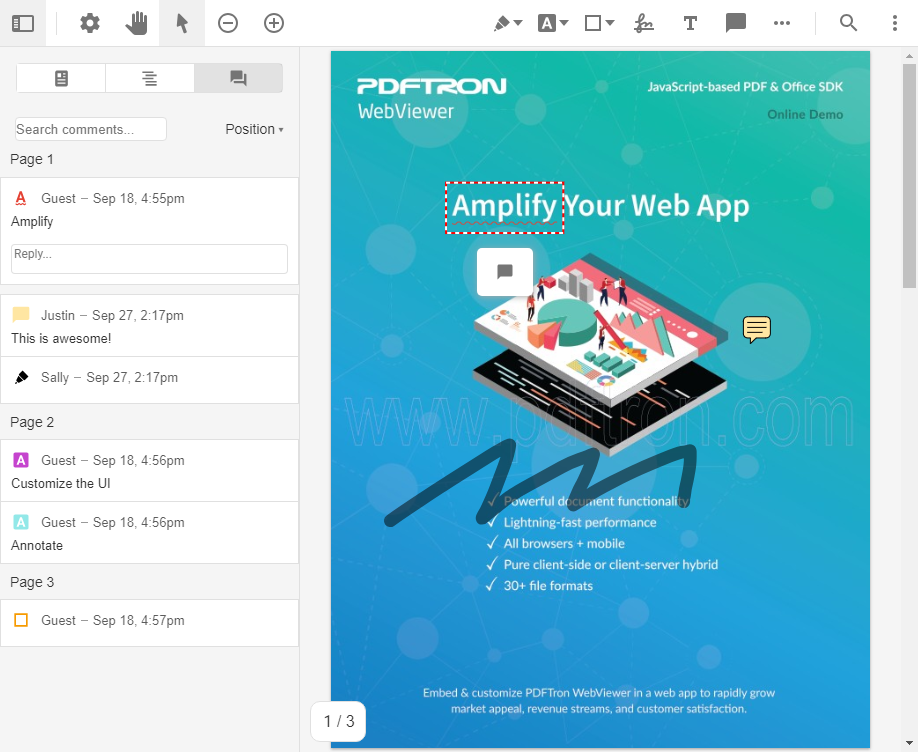 A
T
Search comments...
Position
Page 1
A Guest – Sep 18, 4:55pm
Amplify
Reply...
Justin – Sep 27, 2:17pm
This is awesome!
Sally – Sep 27, 2:17pm
Page 2
A Guest – Sep 18, 4:56pm
Customize the UI
A Guest – Sep 18, 4:56pm
Annotate
Page 3
Guest – Sep 18, 4:57pm
PDFTRON
WebViewer
JavaScript-based PDF & Office SDK
Online Demo
Amplify Your Web App
www.pdftron.com
✓ Powerful document functionality
✓ Lightning-fast performance
✓ All browsers + mobile
✓ Pure client-side or client-server hybrid
✓ 30+ file formats
Embed & customize PDFTron WebViewer in a web app to rapidly grow
market appeal, revenue streams, and customer satisfaction.
1 / 3